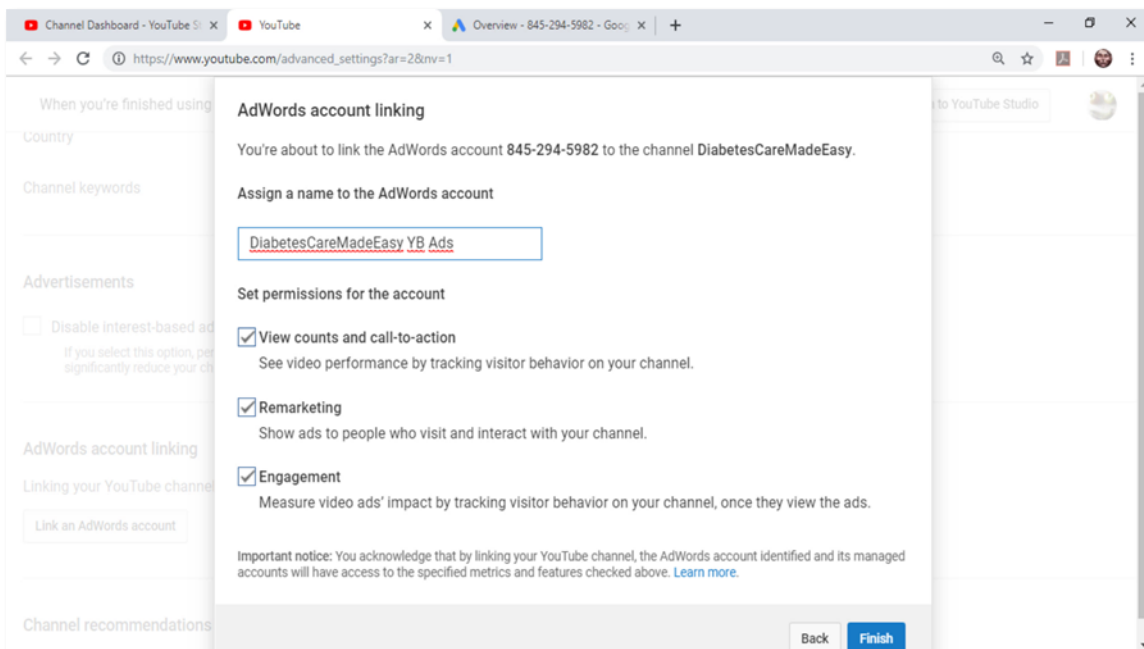 Channel Dashboard - YouTube S
YouTube
Overview - 845-294-5982 - Goog
https://www.youtube.com/advanced_settings?ar=2&nv=1
When you're finished using
to YouTube Studio
Country
Channel keywords
Advertisements
Disable interest-based ad
If you select this option, per
significantly reduce your ch
AdWords account linking
Linking your YouTube channe
Link an AdWords account
Channel recommendations
AdWords account linking
You're about to link the AdWords account 845-294-5982 to the channel DiabetesCareMadeEasy.
Assign a name to the AdWords account
DiabetesCareMadeEasy YB Ads
Set permissions for the account
View counts and call-to-action
See video performance by tracking visitor behavior on your channel.
Remarketing
Show ads to people who visit and interact with your channel.
Engagement
Measure video ads' impact by tracking visitor behavior on your channel, once they view the ads.
Important notice: You acknowledge that by linking your YouTube channel, the AdWords account identified and its managed
accounts will have access to the specified metrics and features checked above. Learn more.
Back
Finish